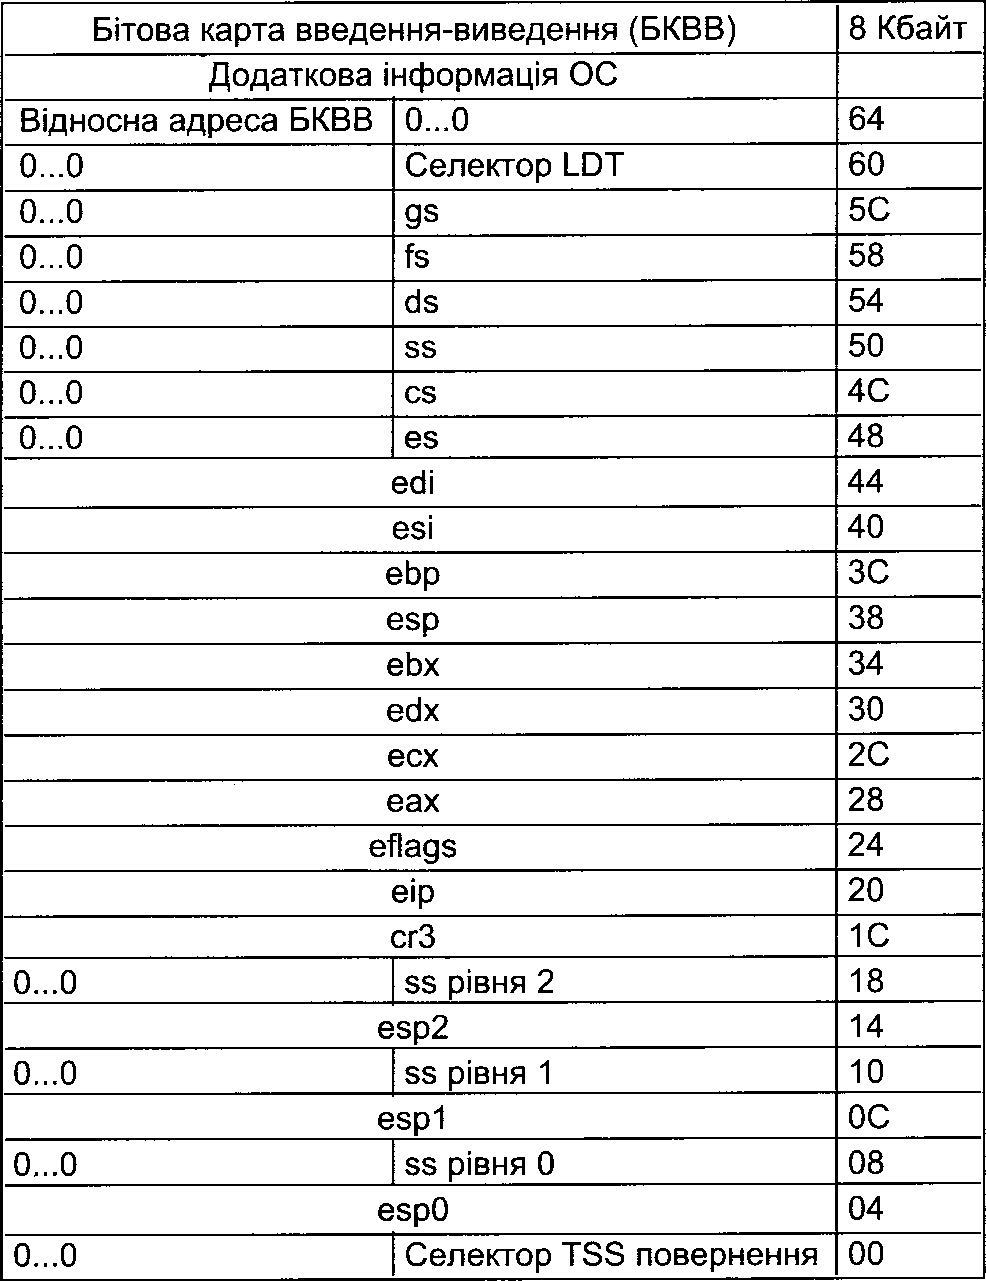 Бітова карта введення-виведення (БКВВ) 8 Кбайт
Додаткова інформація ОС
Відносна адреса БКВВ 0...0 64
0...0 Селектор LDT 60
0...0 gs 5C
0...0 fs 58
0...0 ds 54
0...0 ss 50
0...0 cs 4C
0...0 es 48
edi 44
esi 40
ebp 3C
esp 38
ebx 34
edx 30
ecx 2C
eax 28
eflags 24
eip 20
cr3 1C
0...0 ss рівня 2 18
esp2 14
0...0 ss рівня 1 10
esp1 0C
0...0 ss рівня 0 08
esp0 04
0...0 Селектор TSS повернення 00